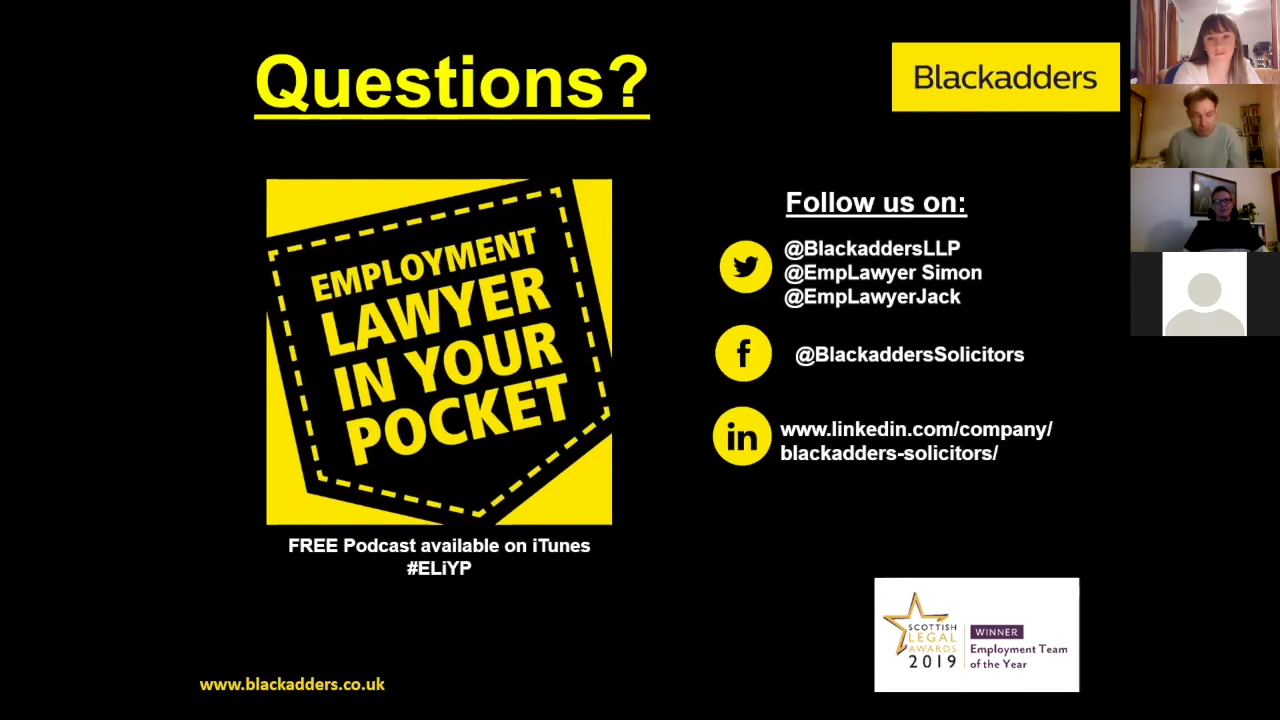 Questions?
Blackadders
EMPLOYMENT
LAWYER
IN YOUR
POCKET
FREE Podcast available on iTunes
#ELiYP
Follow us on:
@BlackaddersLLP
@EmpLawyer Simon
@EmpLawyerJack
f
@BlackaddersSolicitors
in
www.linkedin.com/company/
blackadders-solicitors/
SCOTTISH
LEGAL
AWARDS
2019
WINNER
Employment Team
of the Year
www.blackadders.co.uk